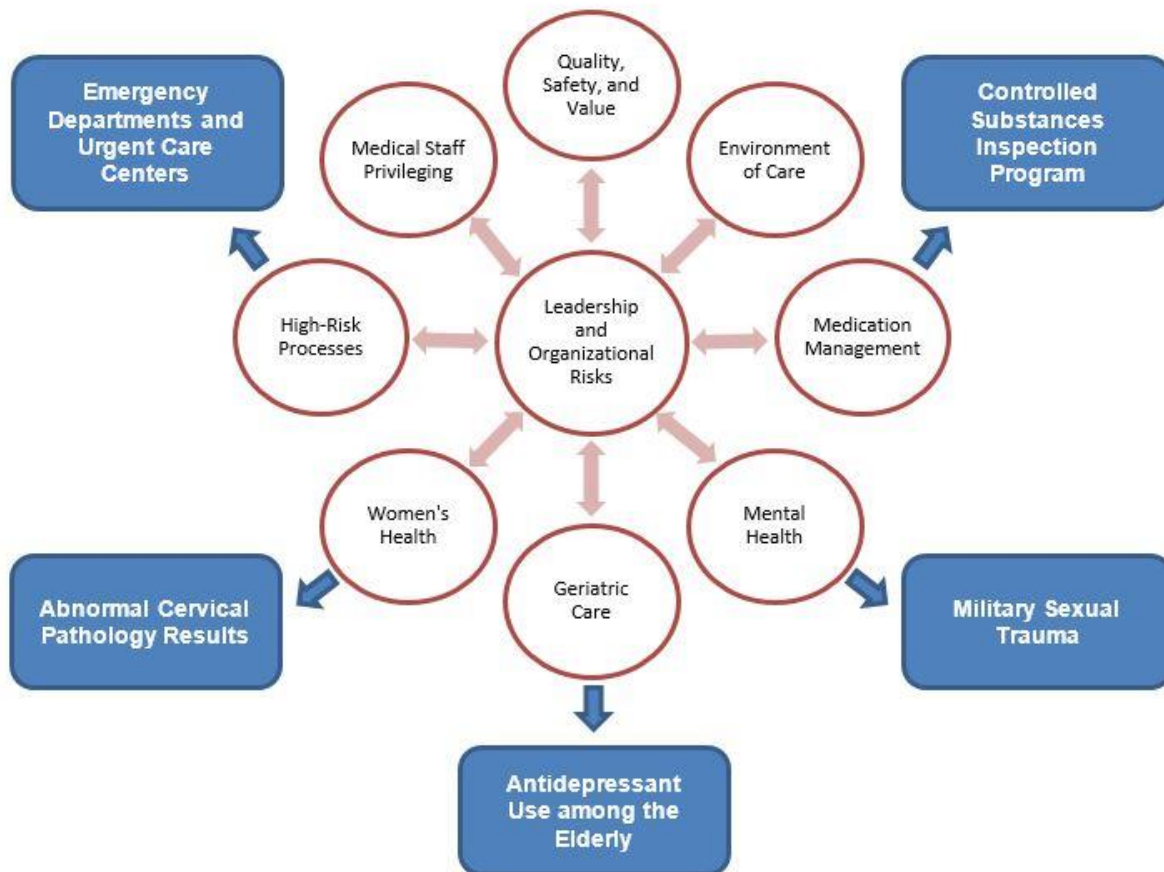 Quality,
Safety, and
Value
Emergency
Departments and
Urgent Care
Centers
Medical Staff
Privileging
Environment
of Care
Controlled
Substances
Inspection
Program
High-Risk
Processes
Leadership
and
Organizational
Risks
Medication
Management
Women's
Health
Mental
Health
Geriatric
Care
Abnormal Cervical
Pathology Results
Military Sexual
Trauma
Antidepressant
Use among the
Elderly